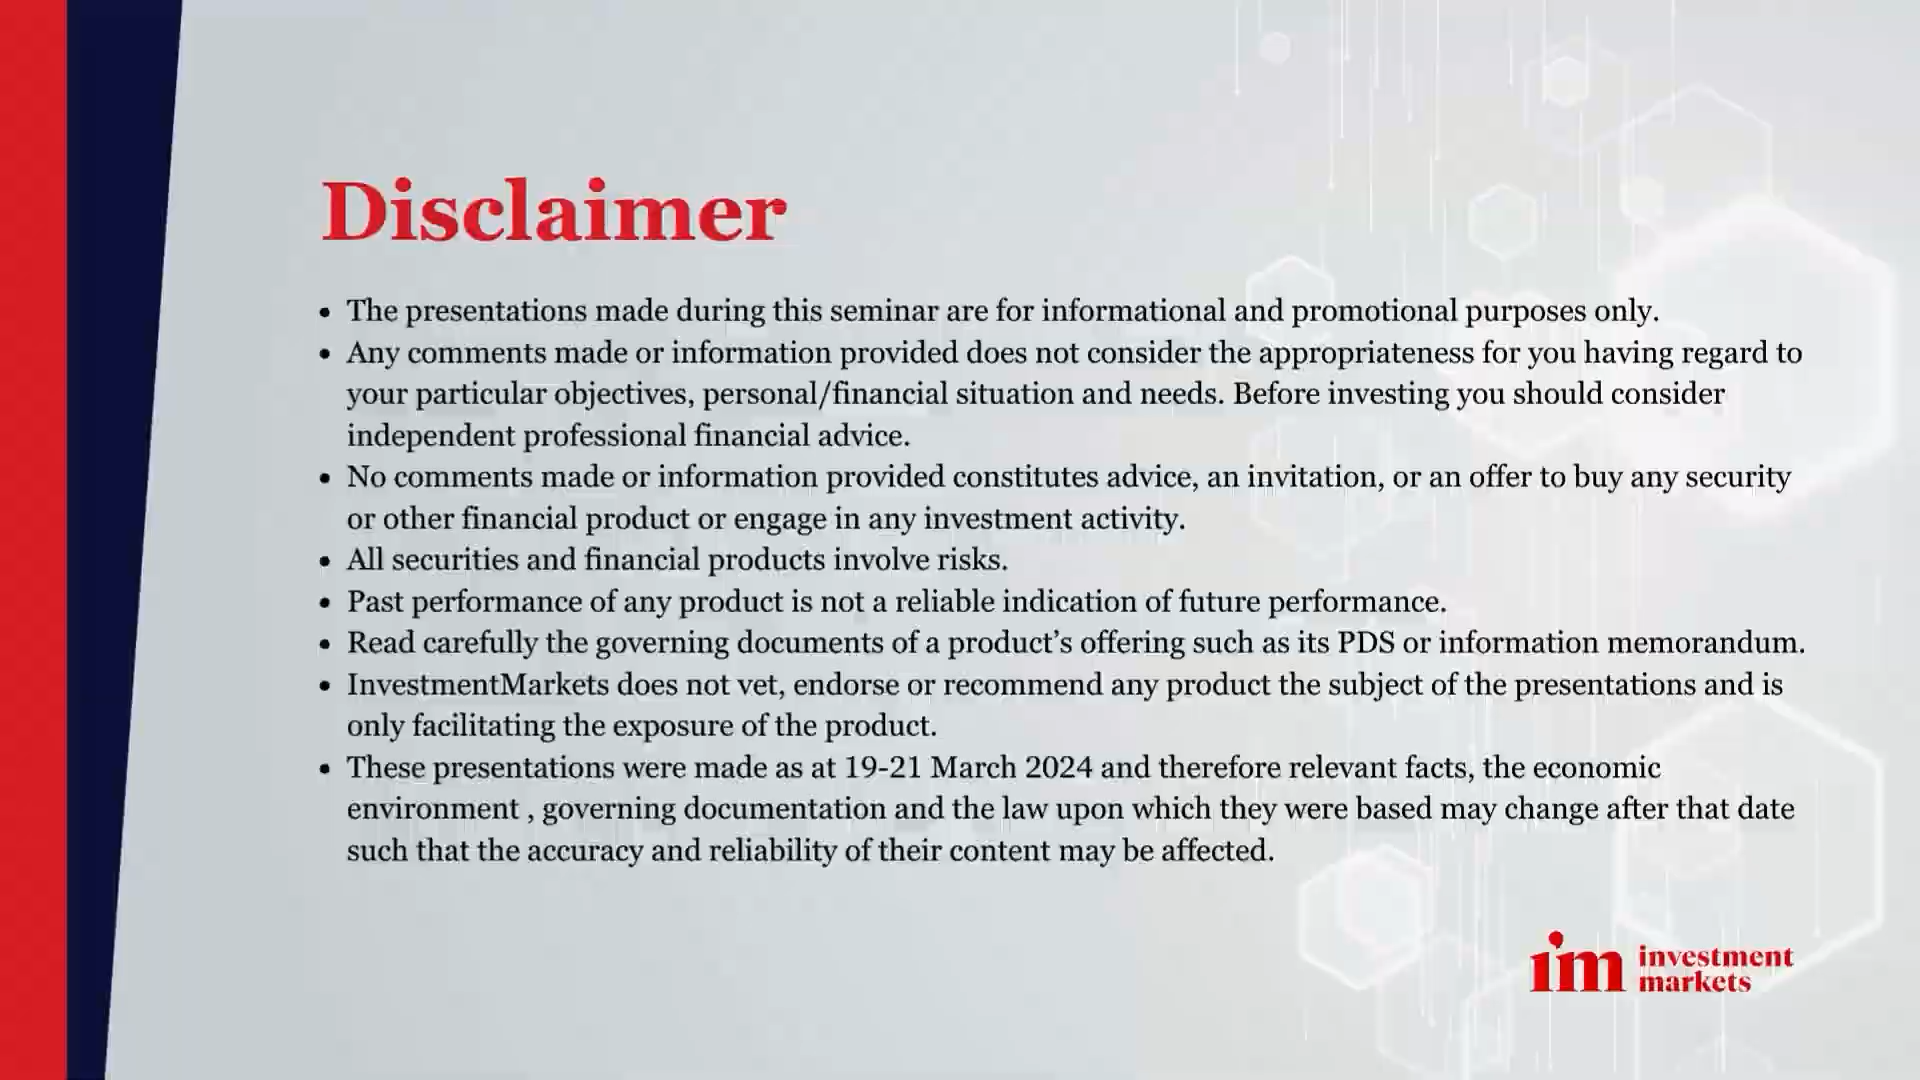 Disclaimer
• The presentations made during this seminar are for informational and promotional purposes only.
• Any comments made or information provided does not consider the appropriateness for you having regard to
your particular objectives, personal/financial situation and needs. Before investing you should consider
independent professional financial advice.
• No comments made or information provided constitutes advice, an invitation, or an offer to buy any security
or other financial product or engage in any investment activity.
• All securities and financial products involve risks.
• Past performance of any product is not a reliable indication of future performance.
• Read carefully the governing documents of a product’s offering such as its PDS or information memorandum.
• InvestmentMarkets does not vet, endorse or recommend any product the subject of the presentations and is
only facilitating the exposure of the product.
• These presentations were made as at 19-21 March 2024 and therefore relevant facts, the economic
environment , governing documentation and the law upon which they were based may change after that date
such that the accuracy and reliability of their content may be affected.
im investment
markets